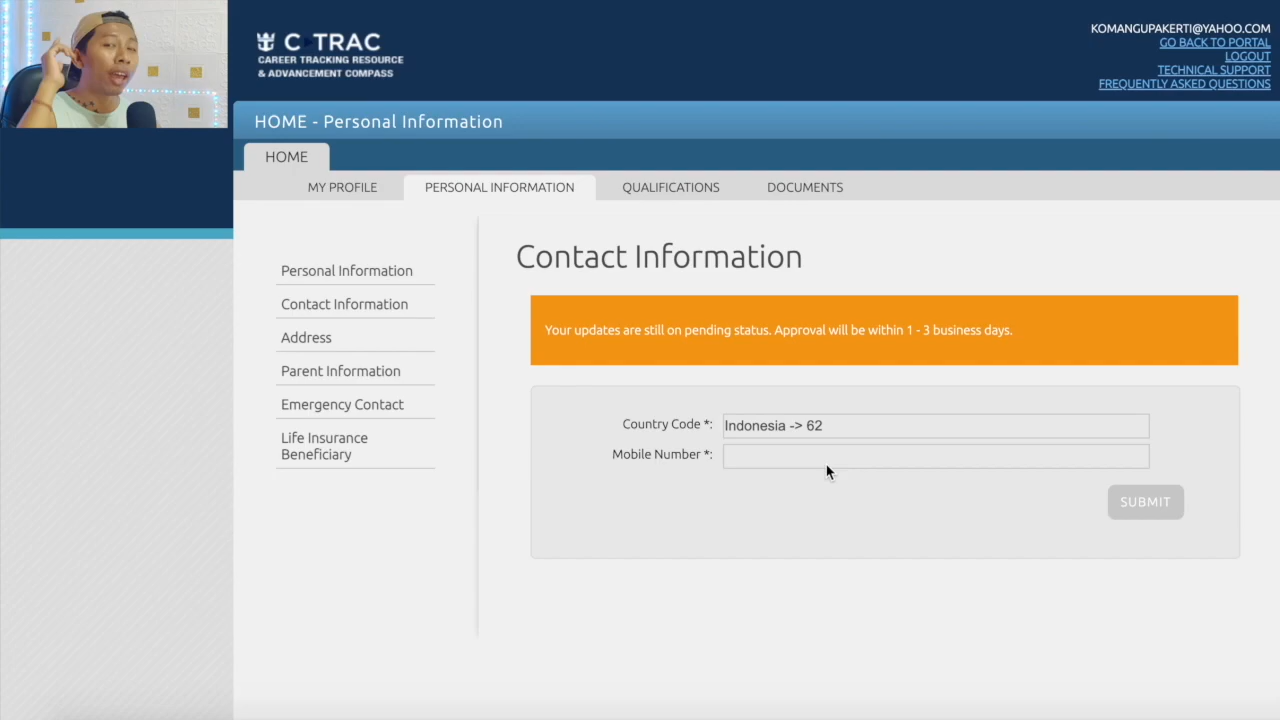 C TRAC
CAREER TRACKING RESOURCE
& ADVANCEMENT COMPASS
KOMANGUPAKERTI@YAHOO.COM
GO BACK TO PORTAL
LOGOUT
TECHNICAL SUPPORT
FREQUENTLY ASKED QUESTIONS
HOME - Personal Information
HOME
MY PROFILE
PERSONAL INFORMATION
QUALIFICATIONS
DOCUMENTS
Personal Information
Contact Information
Address
Parent Information
Emergency Contact
Life Insurance
Beneficiary
Contact Information
Your updates are still on pending status. Approval will be within 1 - 3 business days.
Country Code *: Indonesia -> 62
Mobile Number *:
SUBMIT